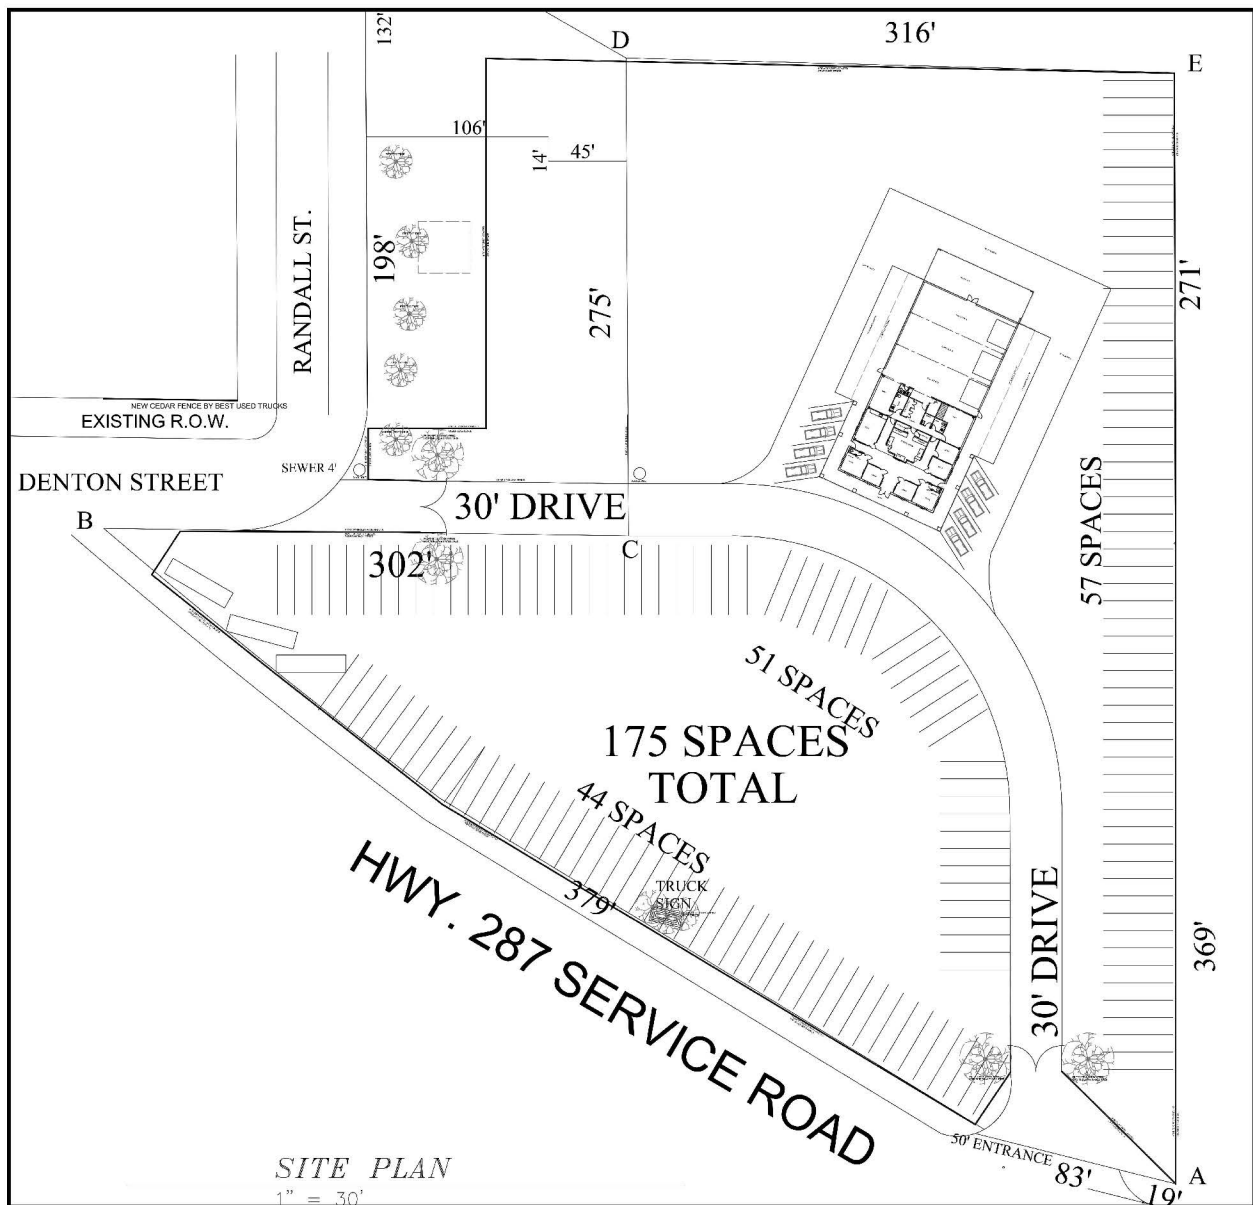 132'
D
316'
E
106'
14'
45'
RANDALL ST.
198'
275'
271'
NEW CEDAR FENCE BY BEST USED TRUCKS
EXISTING R.O.W.
SEWER 4'
DENTON STREET
30' DRIVE
B
C
302'
57 SPACES
51 SPACES
175 SPACES
TOTAL
44 SPACES
TRUCK
SIGN
379'
HWY. 287 SERVICE ROAD
30' DRIVE
369'
50' ENTRANCE
83'
A
19'
SITE PLAN
1" = 30'